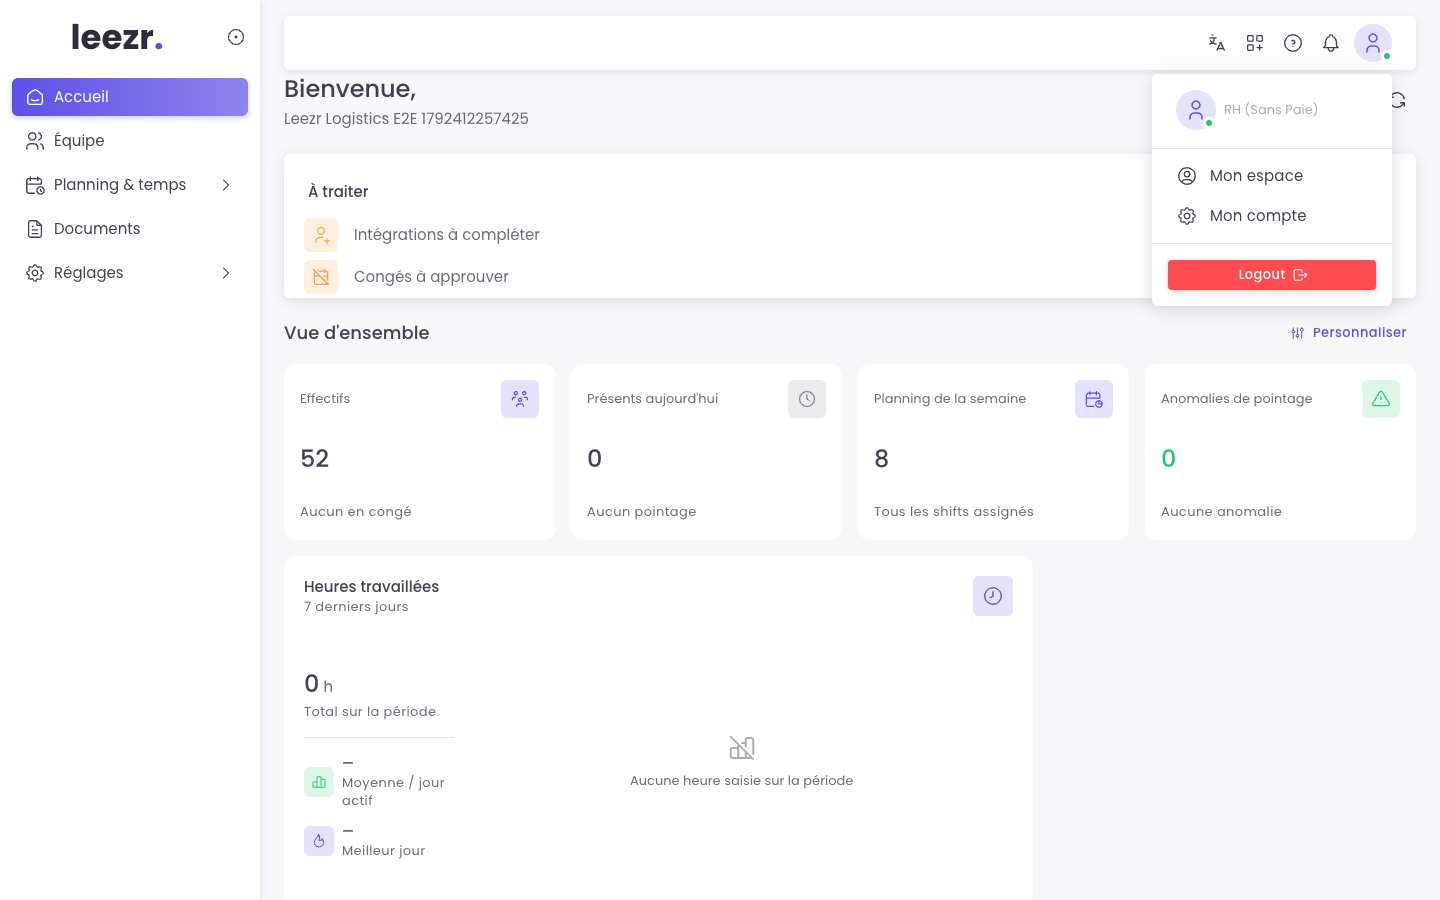 leezr.
Accueil
Équipe
Planning & temps
Documents
Réglages
Bienvenue,
Leezr Logistics E2E 1792412257425
RH (Sans Paie)
Mon espace
Mon compte
Logout
À traiter
Intégrations à compléter
Congés à approuver
Vue d'ensemble
Personnaliser
Effectifs
52
Aucun en congé
Présents aujourd'hui
0
Aucun pointage
Planning de la semaine
8
Tous les shifts assignés
Anomalies de pointage
0
Aucune anomalie
Heures travaillées
7 derniers jours
0 h
Total sur la période
–
Moyenne / jour
actif
–
Meilleur jour
Aucune heure saisie sur la période